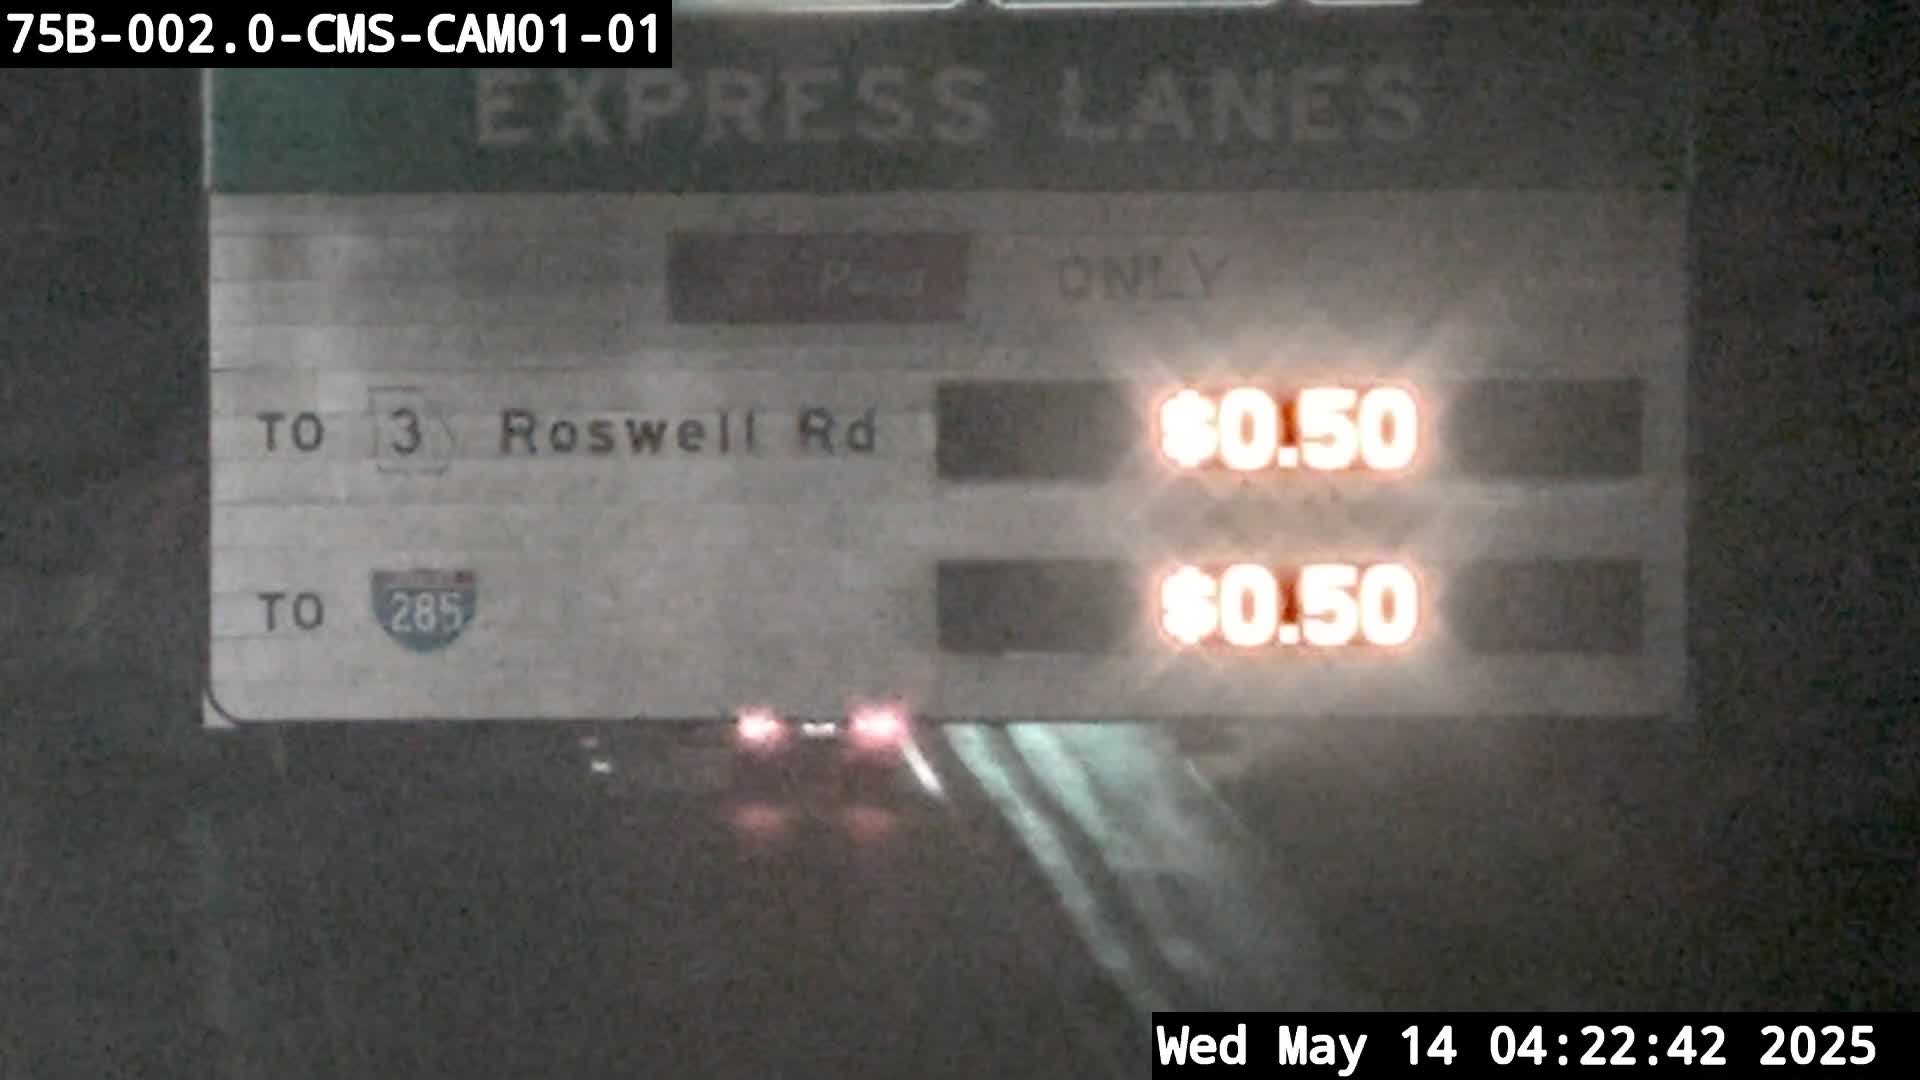 75B-002.0-CMS-CAM01-01
EXPRESS LANES
Pass ONLY
TO 3 Roswell Rd $0.50
TO 285 $0.50
Wed May 14 04:22:42 2025